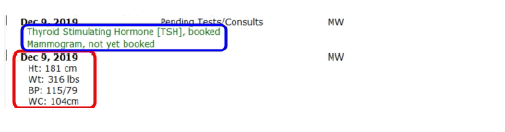 Dec 9, 2019 Pending Tests/Consults MW
Thyroid Stimulating Hormone [TSH], booked
Mammogram, not yet booked
Dec 9, 2019 MW
Ht: 181 cm
Wt: 316 lbs
BP: 115/79
WC: 104cm